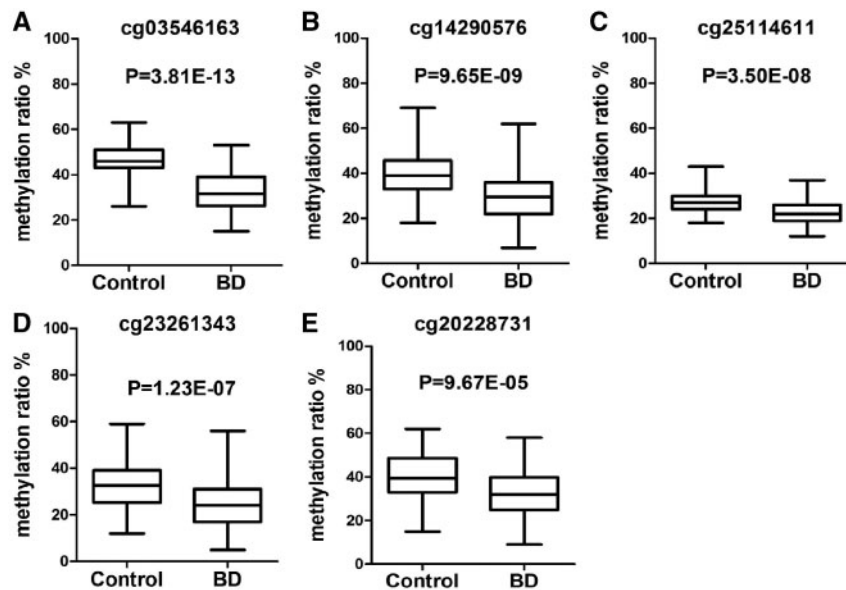 A
cg03546163
P=3.81E-13
methylation ratio %
100
80
60
40
20
0
Control BD
B
cg14290576
P=9.65E-09
methylation ratio %
100
80
60
40
20
0
Control BD
C
cg25114611
P=3.50E-08
methylation ratio %
100
80
60
40
20
0
Control BD
D
cg23261343
P=1.23E-07
methylation ratio %
100
80
60
40
20
0
Control BD
E
cg20228731
P=9.67E-05
methylation ratio %
100
80
60
40
20
0
Control BD